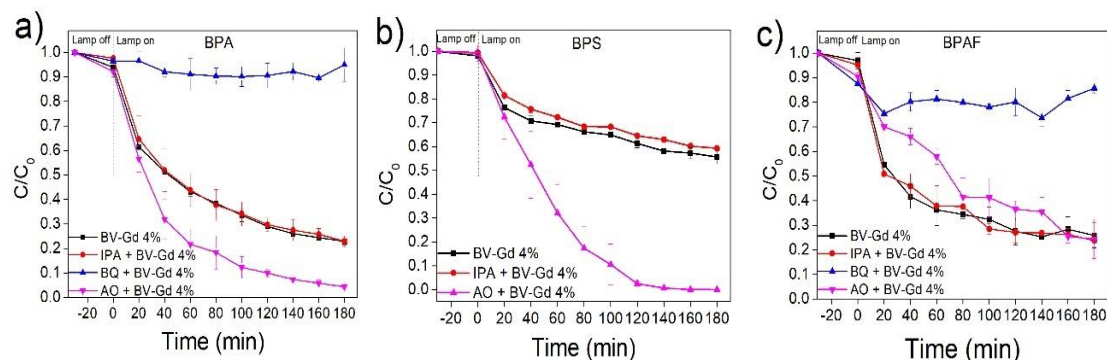 a)
Lamp off
Lamp on
BPA
C/C0
1.0
0.9
0.8
0.7
0.6
0.5
0.4
0.3
0.2
0.1
0.0
BV-Gd 4%
IPA + BV-Gd 4%
BQ + BV-Gd 4%
AO + BV-Gd 4%
-20 0 20 40 60 80 100 120 140 160 180
Time (min)
b)
Lamp off
Lamp on
BPS
C/C0
1.0
0.9
0.8
0.7
0.6
0.5
0.4
0.3
0.2
0.1
0.0
BV-Gd 4%
IPA + BV-Gd 4%
AO + BV-Gd 4%
-20 0 20 40 60 80 100 120 140 160 180
Time (min)
c)
Lamp off
Lamp on
BPAF
C/C0
1.0
0.9
0.8
0.7
0.6
0.5
0.4
0.3
0.2
0.1
0.0
BV-Gd 4%
IPA + BV-Gd 4%
BQ + BV-Gd 4%
AO + BV-Gd 4%
-20 0 20 40 60 80 100 120 140 160 180
Time (min)